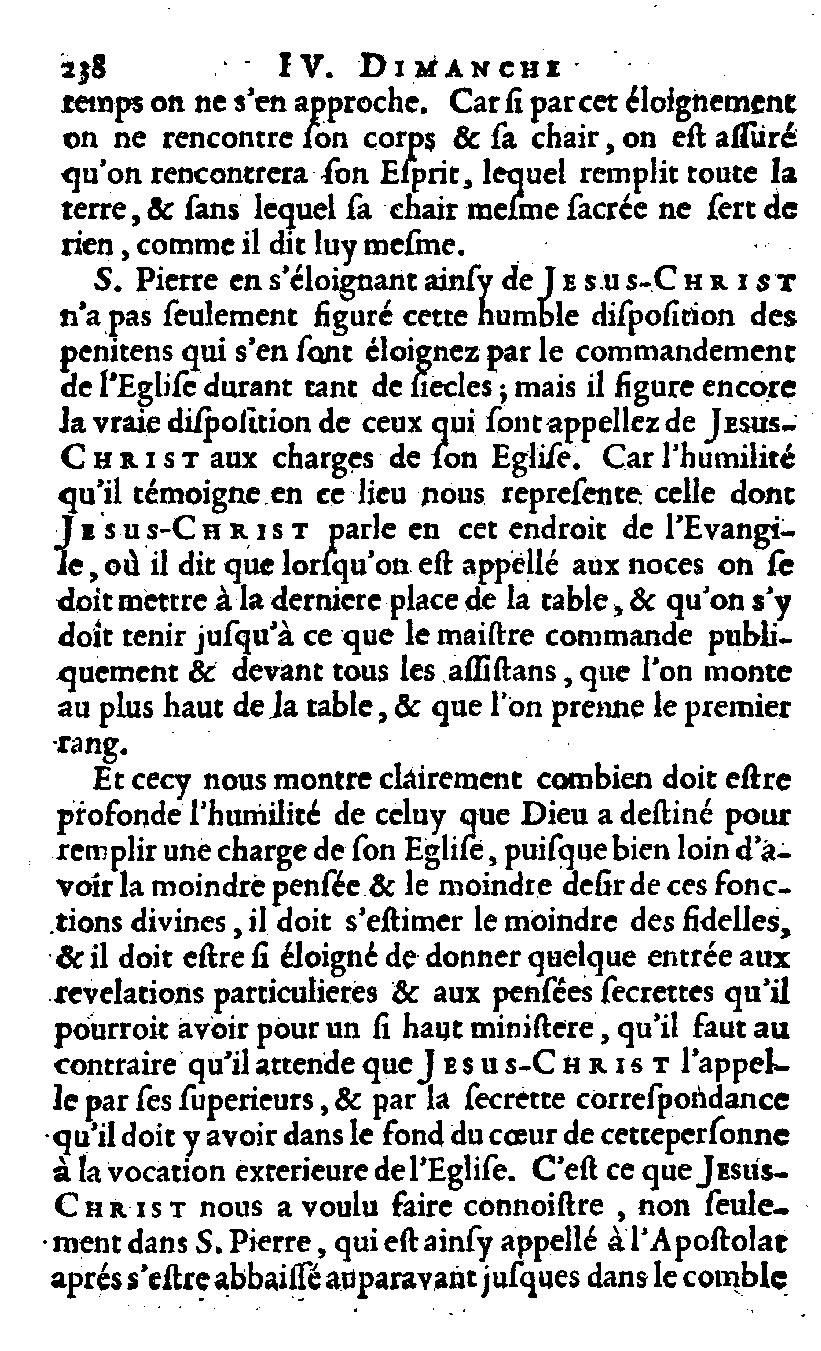 238 IV. DIMANCHE
temps on ne s'en approche. Car ſi par cet éloignement
on ne rencontre ſon corps & ſa chair, on eſt aſſuré
qu'on rencontrera ſon Eſprit, lequel remplit toute la
terre, & ſans lequel ſa chair meſme ſacrée ne ſert de
rien, comme il dit luy meſme.
S. Pierre en s'éloignant ainſy de JESUS-CHRIST
n'a pas ſeulement figuré cette humble diſpoſition des
penitens qui s'en ſont éloignez par le commandement
de l'Egliſe durant tant de ſiecles; mais il figure encore
la vraie diſpoſition de ceux qui ſont appellez de JESUS-
CHRIST aux charges de ſon Egliſe. Car l'humilité
qu'il témoigne en ce lieu nous repreſente celle dont
JESUS-CHRIST parle en cet endroit de l'Evangi-
le, où il dit que lorſqu'on eſt appellé aux noces on ſe
doit mettre à la derniere place de la table, & qu'on s'y
doit tenir juſqu'à ce que le maiſtre commande publi-
quement & devant tous les aſſiſtans, que l'on monte
au plus haut de la table, & que l'on prenne le premier
rang.
Et cecy nous montre clairement combien doit eſtre
profonde l'humilité de celuy que Dieu a deſtiné pour
remplir une charge de ſon Egliſe, puiſque bien loin d'a-
voir la moindre penſée & le moindre deſir de ces fonc-
tions divines, il doit s'eſtimer le moindre des fidelles,
& il doit eſtre ſi éloigné de donner quelque entrée aux
revelations particulieres & aux penſées ſecrettes qu'il
pourroit avoir pour un ſi haut miniſtere, qu'il faut au
contraire qu'il attende que JESUS-CHRIST l'appel-
le par ſes ſuperieurs, & par la ſecrette correſpondance
qu'il doit y avoir dans le fond du cœur de cette perſonne
à la vocation exterieure de l'Egliſe. C'eſt ce que JESUS-
CHRIST nous a voulu faire connoiſtre, non ſeule-
ment dans S. Pierre, qui eſt ainſy appellé à l'Apoſtolat
aprés s'eſtre abbaiſſé auparavant juſques dans le comble